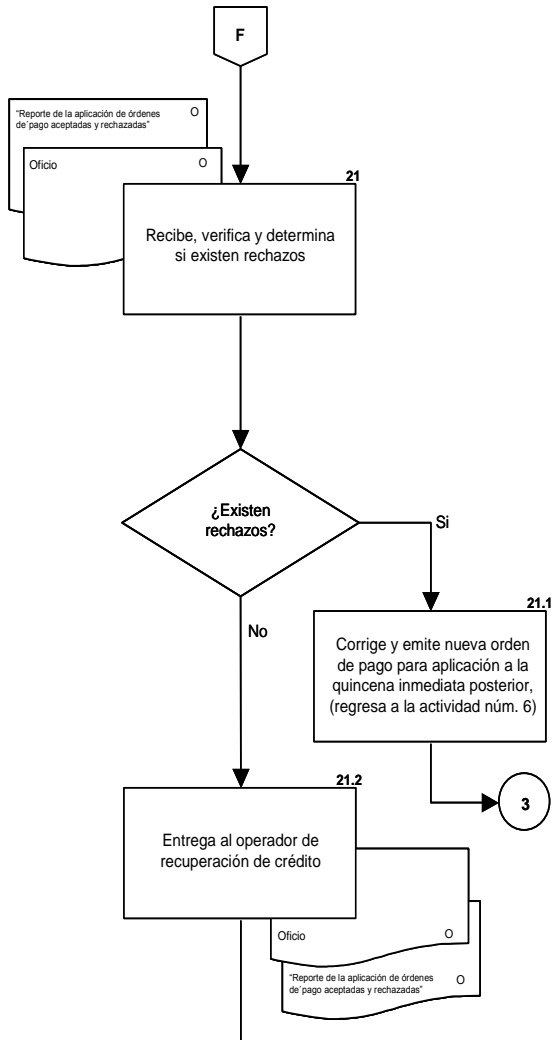 F
"Reporte de la aplicación de órdenes
de´pago aceptadas y rechazadas"
O
Oficio
O
21
Recibe, verifica y determina
si existen rechazos
¿Existen
rechazos?
Si
No
21.1
Corrige y emite nueva orden
de pago para aplicación a la
quincena inmediata posterior,
(regresa a la actividad núm. 6)
3
21.2
Entrega al operador de
recuperación de crédito
Oficio
O
"Reporte de la aplicación de órdenes
de´pago aceptadas y rechazadas"
O